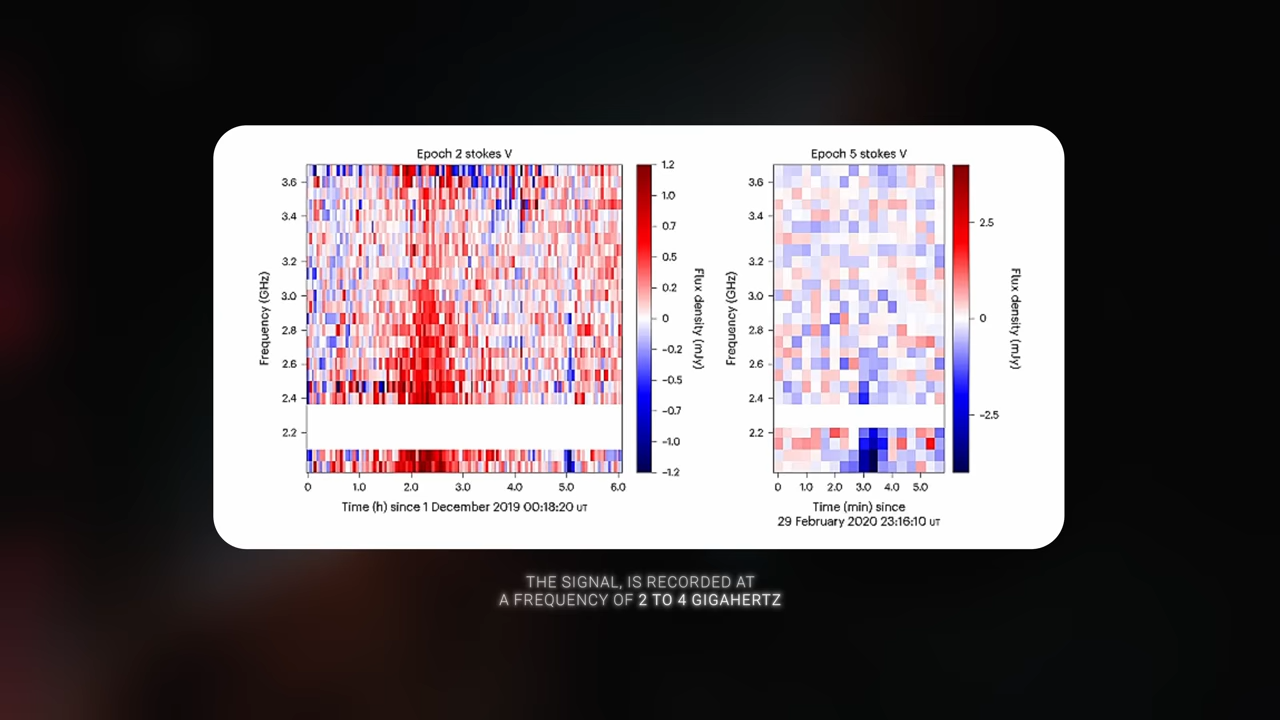 Epoch 2 stokes V
3.6
3.4
3.2
3.0
2.8
2.6
2.4
2.2
Frequency (GHz)
0 1.0 2.0 3.0 4.0 5.0 6.0
Time (h) since 1 December 2019 00:18:20 UT
1.2
1.0
0.7
0.5
0.2
0
−0.2
−0.5
−0.7
−1.0
−1.2
Flux density (mJy)
Epoch 5 stokes V
3.6
3.4
3.2
3.0
2.8
2.6
2.4
2.2
Frequency (GHz)
0 1.0 2.0 3.0 4.0 5.0
Time (min) since
29 February 2020 23:16:10 UT
2.5
0
−2.5
Flux density (mJy)
THE SIGNAL, IS RECORDED AT
A FREQUENCY OF 2 TO 4 GIGAHERTZ